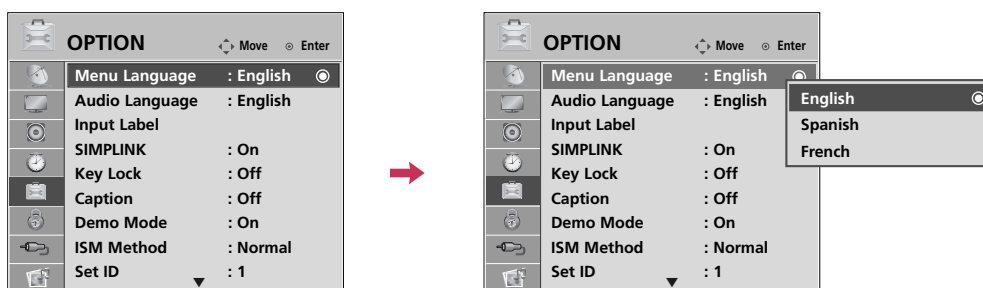 OPTION Move Enter
Menu Language : English
Audio Language : English
Input Label
SIMPLINK : On
Key Lock : Off
Caption : Off
Demo Mode : On
ISM Method : Normal
Set ID : 1
OPTION Move Enter
Menu Language : English
Audio Language : English
Input Label
SIMPLINK : On
Key Lock : Off
Caption : Off
Demo Mode : On
ISM Method : Normal
Set ID : 1
English
Spanish
French